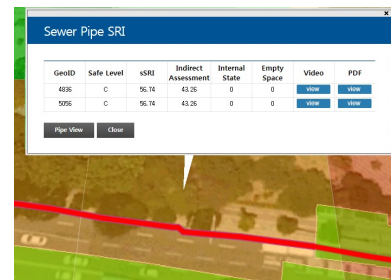 Sewer Pipe SRI
GeoID Safe Level sSRI Indirect Assessment Internal State Empty Space Video PDF
4836 C 56.74 43.26 0 0 view view
5056 C 56.74 43.26 0 0 view view
Pipe View Close